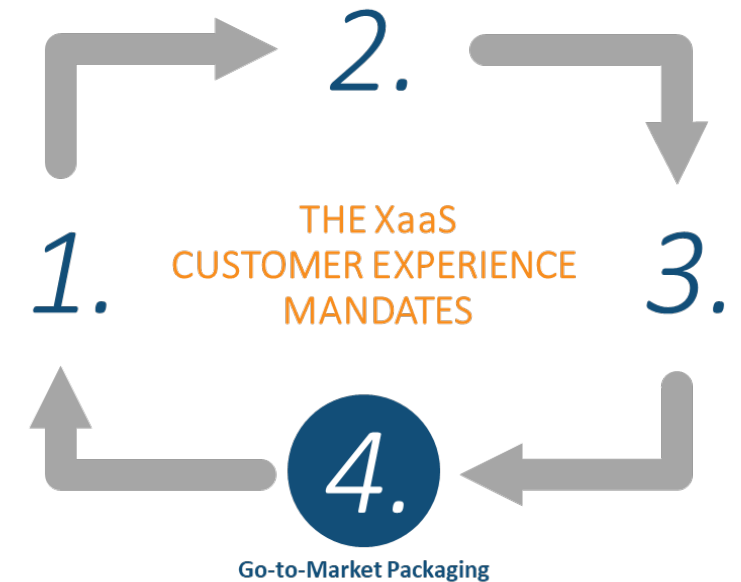 2.
THE XaaS
CUSTOMER EXPERIENCE
MANDATES
1.
3.
4.
Go-to-Market Packaging